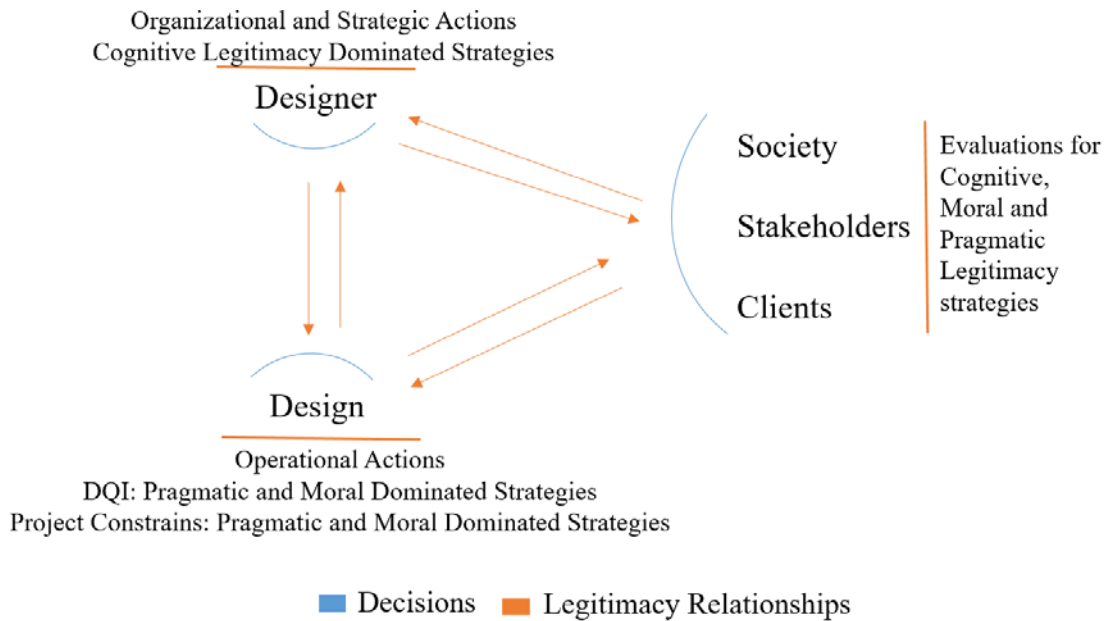 Organizational and Strategic Actions
Cognitive Legitimacy Dominated Strategies
Designer
Society
Stakeholders
Clients
Evaluations for
Cognitive,
Moral and
Pragmatic
Legitimacy
strategies
Design
Operational Actions
DQI: Pragmatic and Moral Dominated Strategies
Project Constrains: Pragmatic and Moral Dominated Strategies
Decisions
Legitimacy Relationships